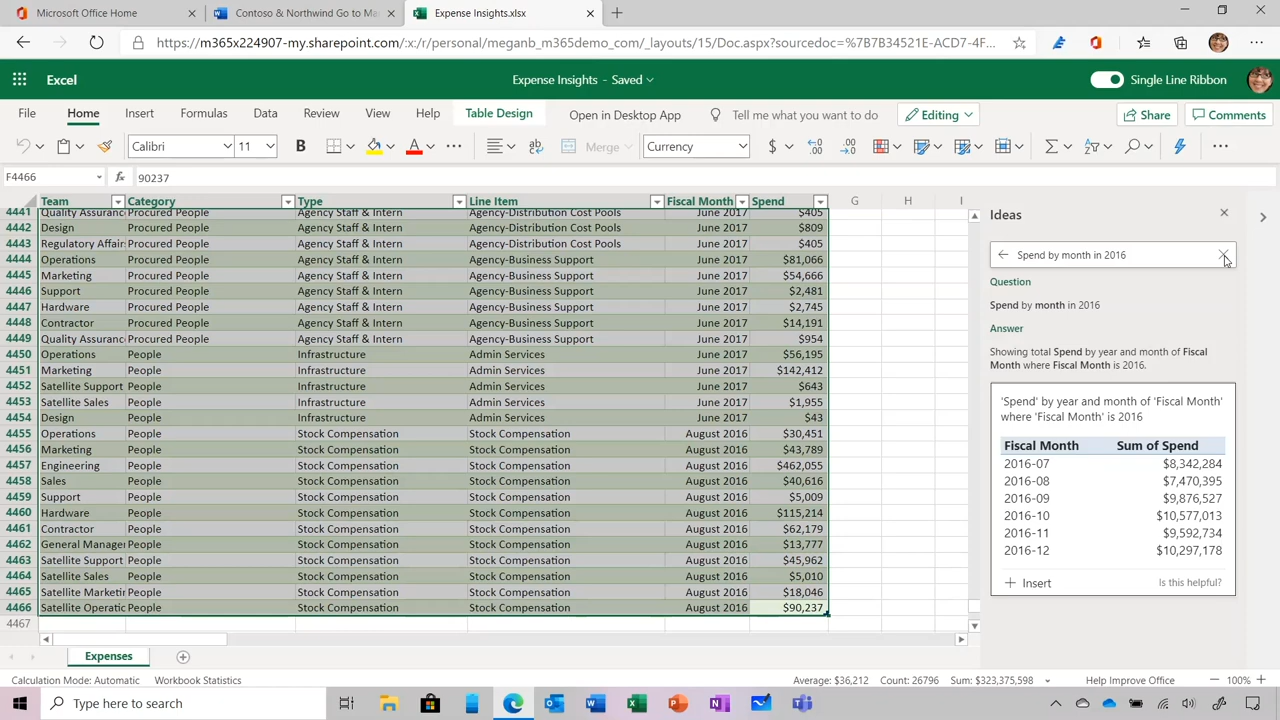 Microsoft Office Home
Contoso & Northwind Go to Ma
Expense Insights.xlsx
https://m365x224907-my.sharepoint.com/:x:/r/personal/meganb_m365demo_com/_layouts/15/Doc.aspx?sourcedoc=%7B7B34521E-ACD7-4F...
Excel
Expense Insights - Saved
Single Line Ribbon
File Home Insert Formulas Data Review View Help Table Design Open in Desktop App Tell me what you want to do Editing Share Comments
Calibri 11 B A Merge Currency $
F4466 fx 90237
Team Category Type Line Item Fiscal Month Spend G H I
4441 Quality Assuranc Procured People Agency Staff & Intern Agency-Distribution Cost Pools June 2017 $405
4442 Design Procured People Agency Staff & Intern Agency-Distribution Cost Pools June 2017 $809
4443 Regulatory Affair Procured People Agency Staff & Intern Agency-Distribution Cost Pools June 2017 $405
4444 Operations Procured People Agency Staff & Intern Agency-Business Support June 2017 $81,066
4445 Marketing Procured People Agency Staff & Intern Agency-Business Support June 2017 $54,666
4446 Support Procured People Agency Staff & Intern Agency-Business Support June 2017 $2,481
4447 Hardware Procured People Agency Staff & Intern Agency-Business Support June 2017 $2,745
4448 Contractor Procured People Agency Staff & Intern Agency-Business Support June 2017 $14,191
4449 Quality Assuranc Procured People Agency Staff & Intern Agency-Business Support June 2017 $954
4450 Operations People Infrastructure Admin Services June 2017 $56,195
4451 Marketing People Infrastructure Admin Services June 2017 $142,412
4452 Satellite Support People Infrastructure Admin Services June 2017 $643
4453 Satellite Sales People Infrastructure Admin Services June 2017 $1,955
4454 Design People Infrastructure Admin Services June 2017 $43
4455 Operations People Stock Compensation Stock Compensation August 2016 $30,451
4456 Marketing People Stock Compensation Stock Compensation August 2016 $43,789
4457 Engineering People Stock Compensation Stock Compensation August 2016 $462,055
4458 Sales People Stock Compensation Stock Compensation August 2016 $40,616
4459 Support People Stock Compensation Stock Compensation August 2016 $5,009
4460 Hardware People Stock Compensation Stock Compensation August 2016 $115,214
4461 Contractor People Stock Compensation Stock Compensation August 2016 $62,179
4462 General Manager People Stock Compensation Stock Compensation August 2016 $13,777
4463 Satellite Support People Stock Compensation Stock Compensation August 2016 $45,962
4464 Satellite Sales People Stock Compensation Stock Compensation August 2016 $5,010
4465 Satellite Marketin People Stock Compensation Stock Compensation August 2016 $18,046
4466 Satellite Operatic People Stock Compensation Stock Compensation August 2016 $90,237
4467
Ideas
Spend by month in 2016
Question
Spend by month in 2016
Answer
Showing total Spend by year and month of Fiscal
Month where Fiscal Month is 2016.
'Spend' by year and month of 'Fiscal Month'
where 'Fiscal Month' is 2016
Fiscal Month Sum of Spend
2016-07 $8,342,284
2016-08 $7,470,395
2016-09 $9,876,527
2016-10 $10,577,013
2016-11 $9,592,734
2016-12 $10,297,178
Insert Is this helpful?
Expenses
Calculation Mode: Automatic Workbook Statistics Average: $36,212 Count: 26796 Sum: $323,375,598 Help Improve Office 100%
Type here to search